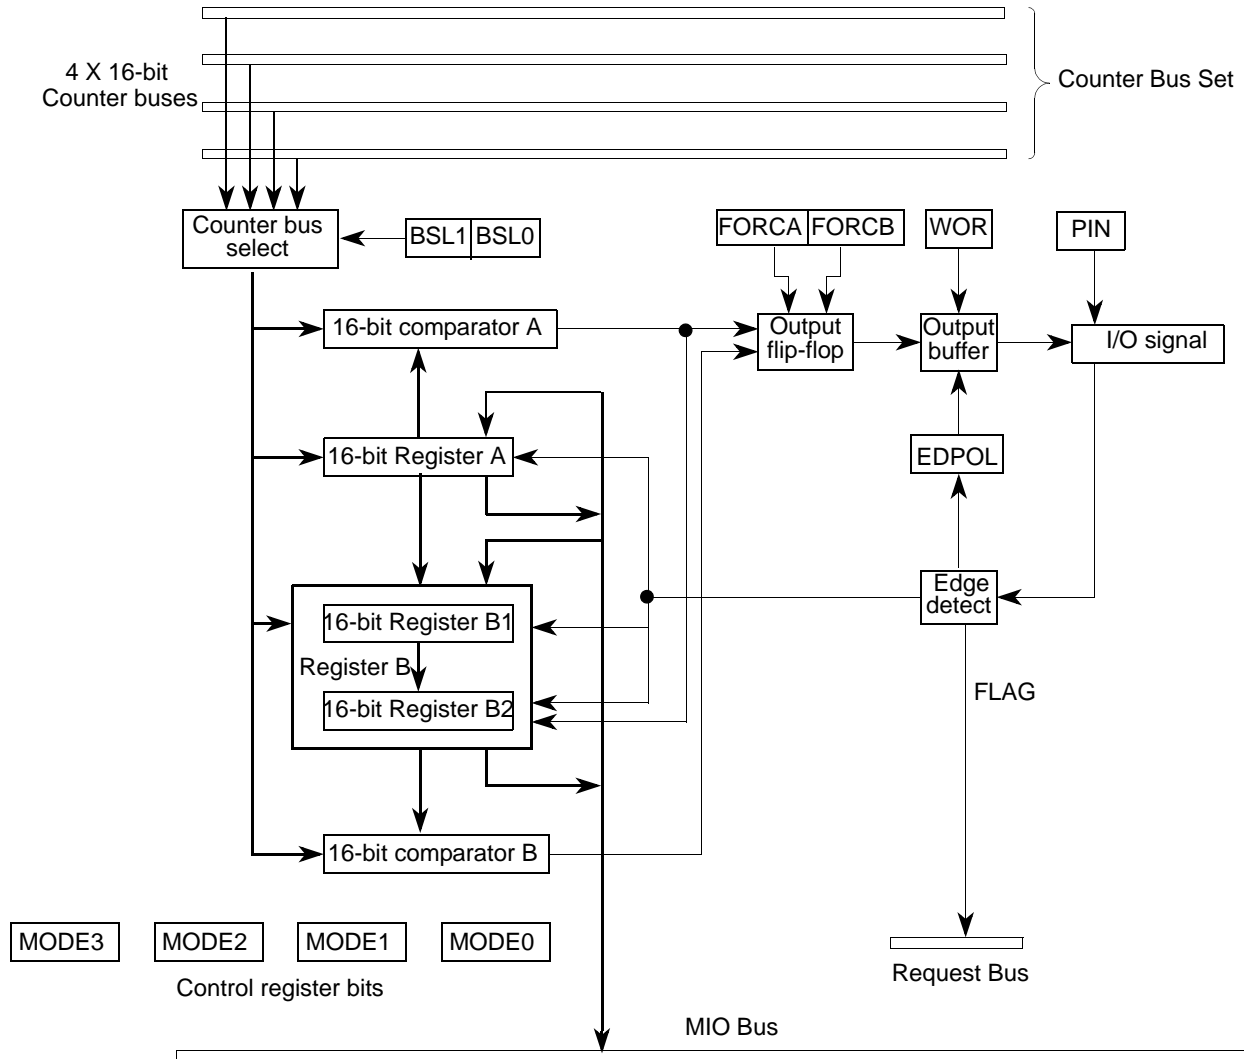 4 X 16-bit
Counter buses
Counter Bus Set
Counter bus
select
BSL1 BSL0
FORCA FORCB
WOR
PIN
16-bit comparator A
Output
flip-flop
Output
buffer
I/O signal
16-bit Register A
EDPOL
Edge
detect
16-bit Register B1
Register B
16-bit Register B2
FLAG
16-bit comparator B
MODE3
MODE2
MODE1
MODE0
Control register bits
Request Bus
MIO Bus